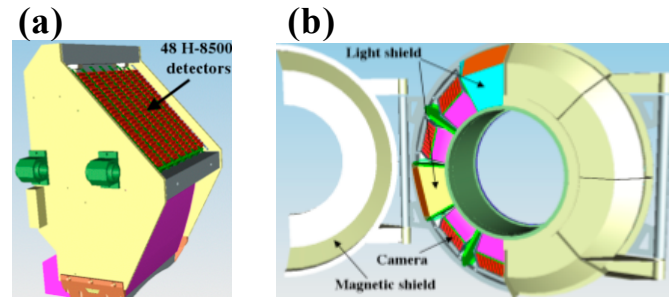 (a)
48 H-8500
detectors
(b)
Light shield
Camera
Magnetic shield